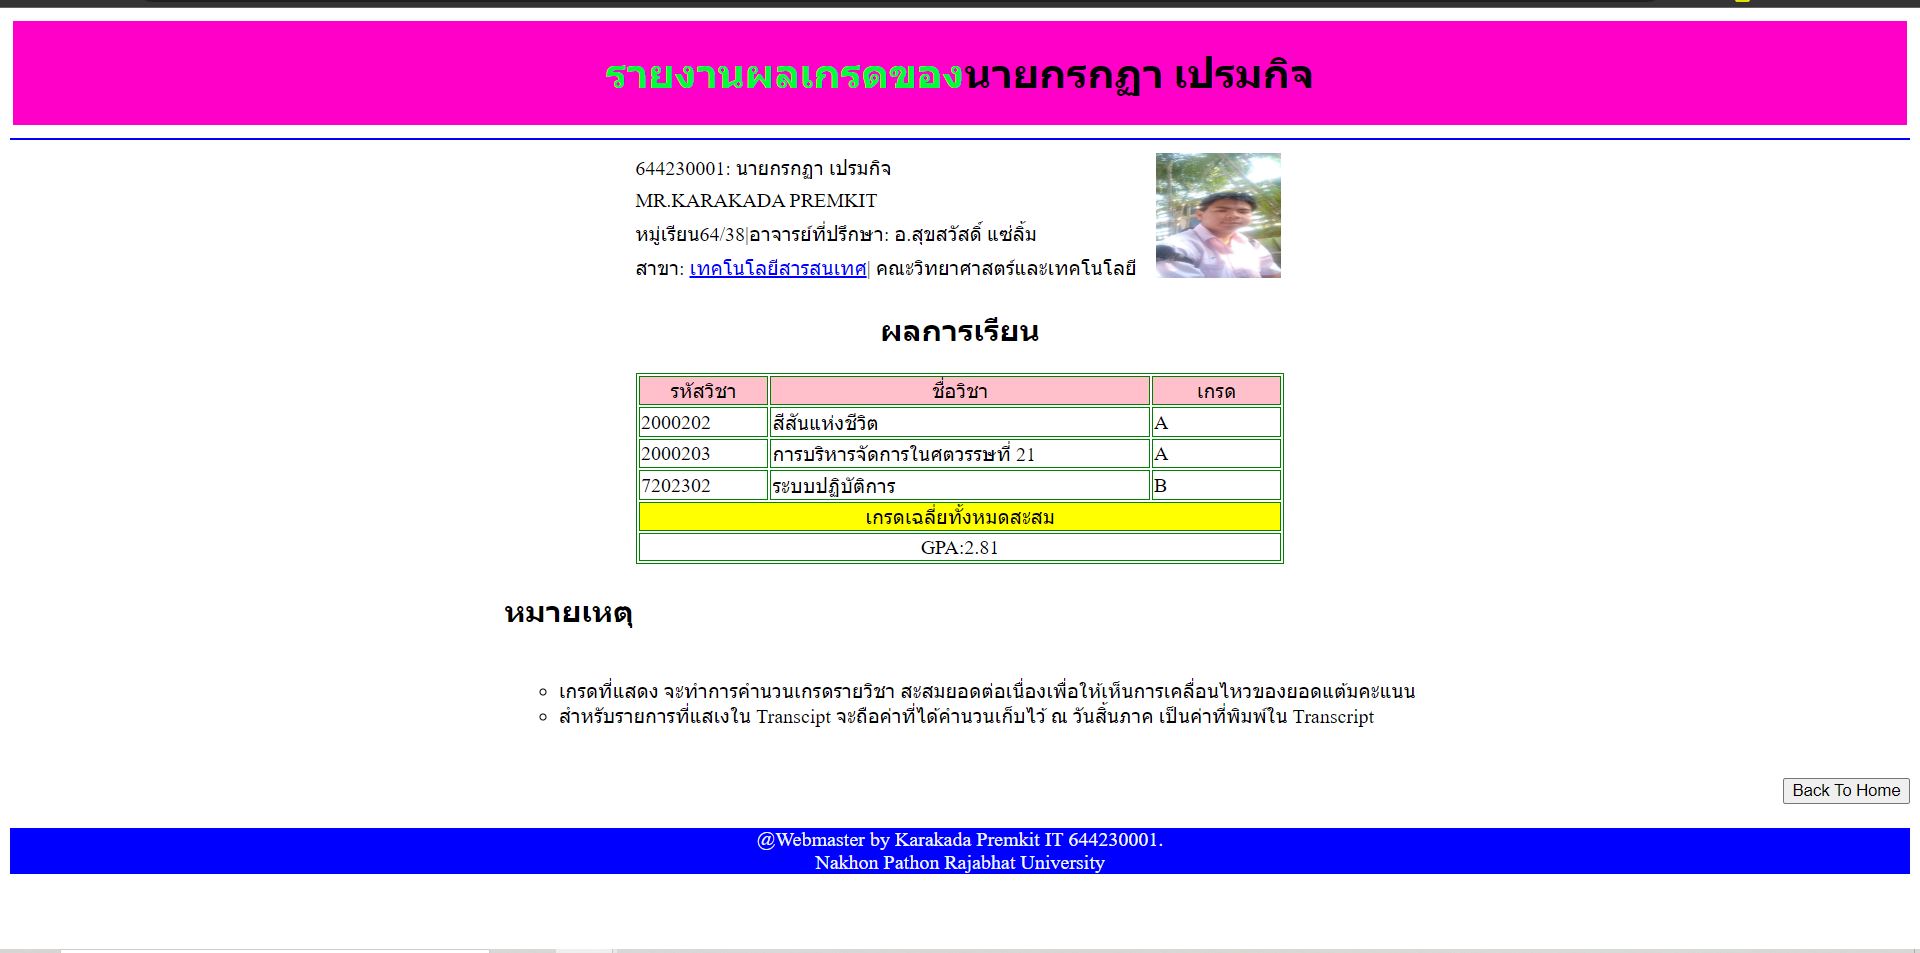 รายงานผลเกรดของนายกรกฏา เปรมกิจ
644230001: นายกรกฏา เปรมกิจ
MR.KARAKADA PREMKIT
หมู่เรียน64/38|อาจารย์ที่ปรึกษา: อ.สุขสวัสดิ์ แซ่ลิ้ม
สาขา: เทคโนโลยีสารสนเทศ| คณะวิทยาศาสตร์และเทคโนโลยี
ผลการเรียน
รหัสวิชา ชื่อวิชา เกรด
2000202 สีสันแห่งชีวิต A
2000203 การบริหารจัดการในศตวรรษที่ 21 A
7202302 ระบบปฏิบัติการ B
เกรดเฉลี่ยทั้งหมดสะสม
GPA:2.81
หมายเหตุ
เกรดที่แสดง จะทำการคำนวนเกรดรายวิชา สะสมยอดต่อเนื่องเพื่อให้เห็นการเคลื่อนไหวของยอดแต้มคะแนน
สำหรับรายการที่แสเงใน Transcipt จะถือค่าที่ได้คำนวนเก็บไว้ ณ วันสิ้นภาค เป็นค่าที่พิมพ์ใน Transcript
Back To Home
@Webmaster by Karakada Premkit IT 644230001.
Nakhon Pathon Rajabhat University